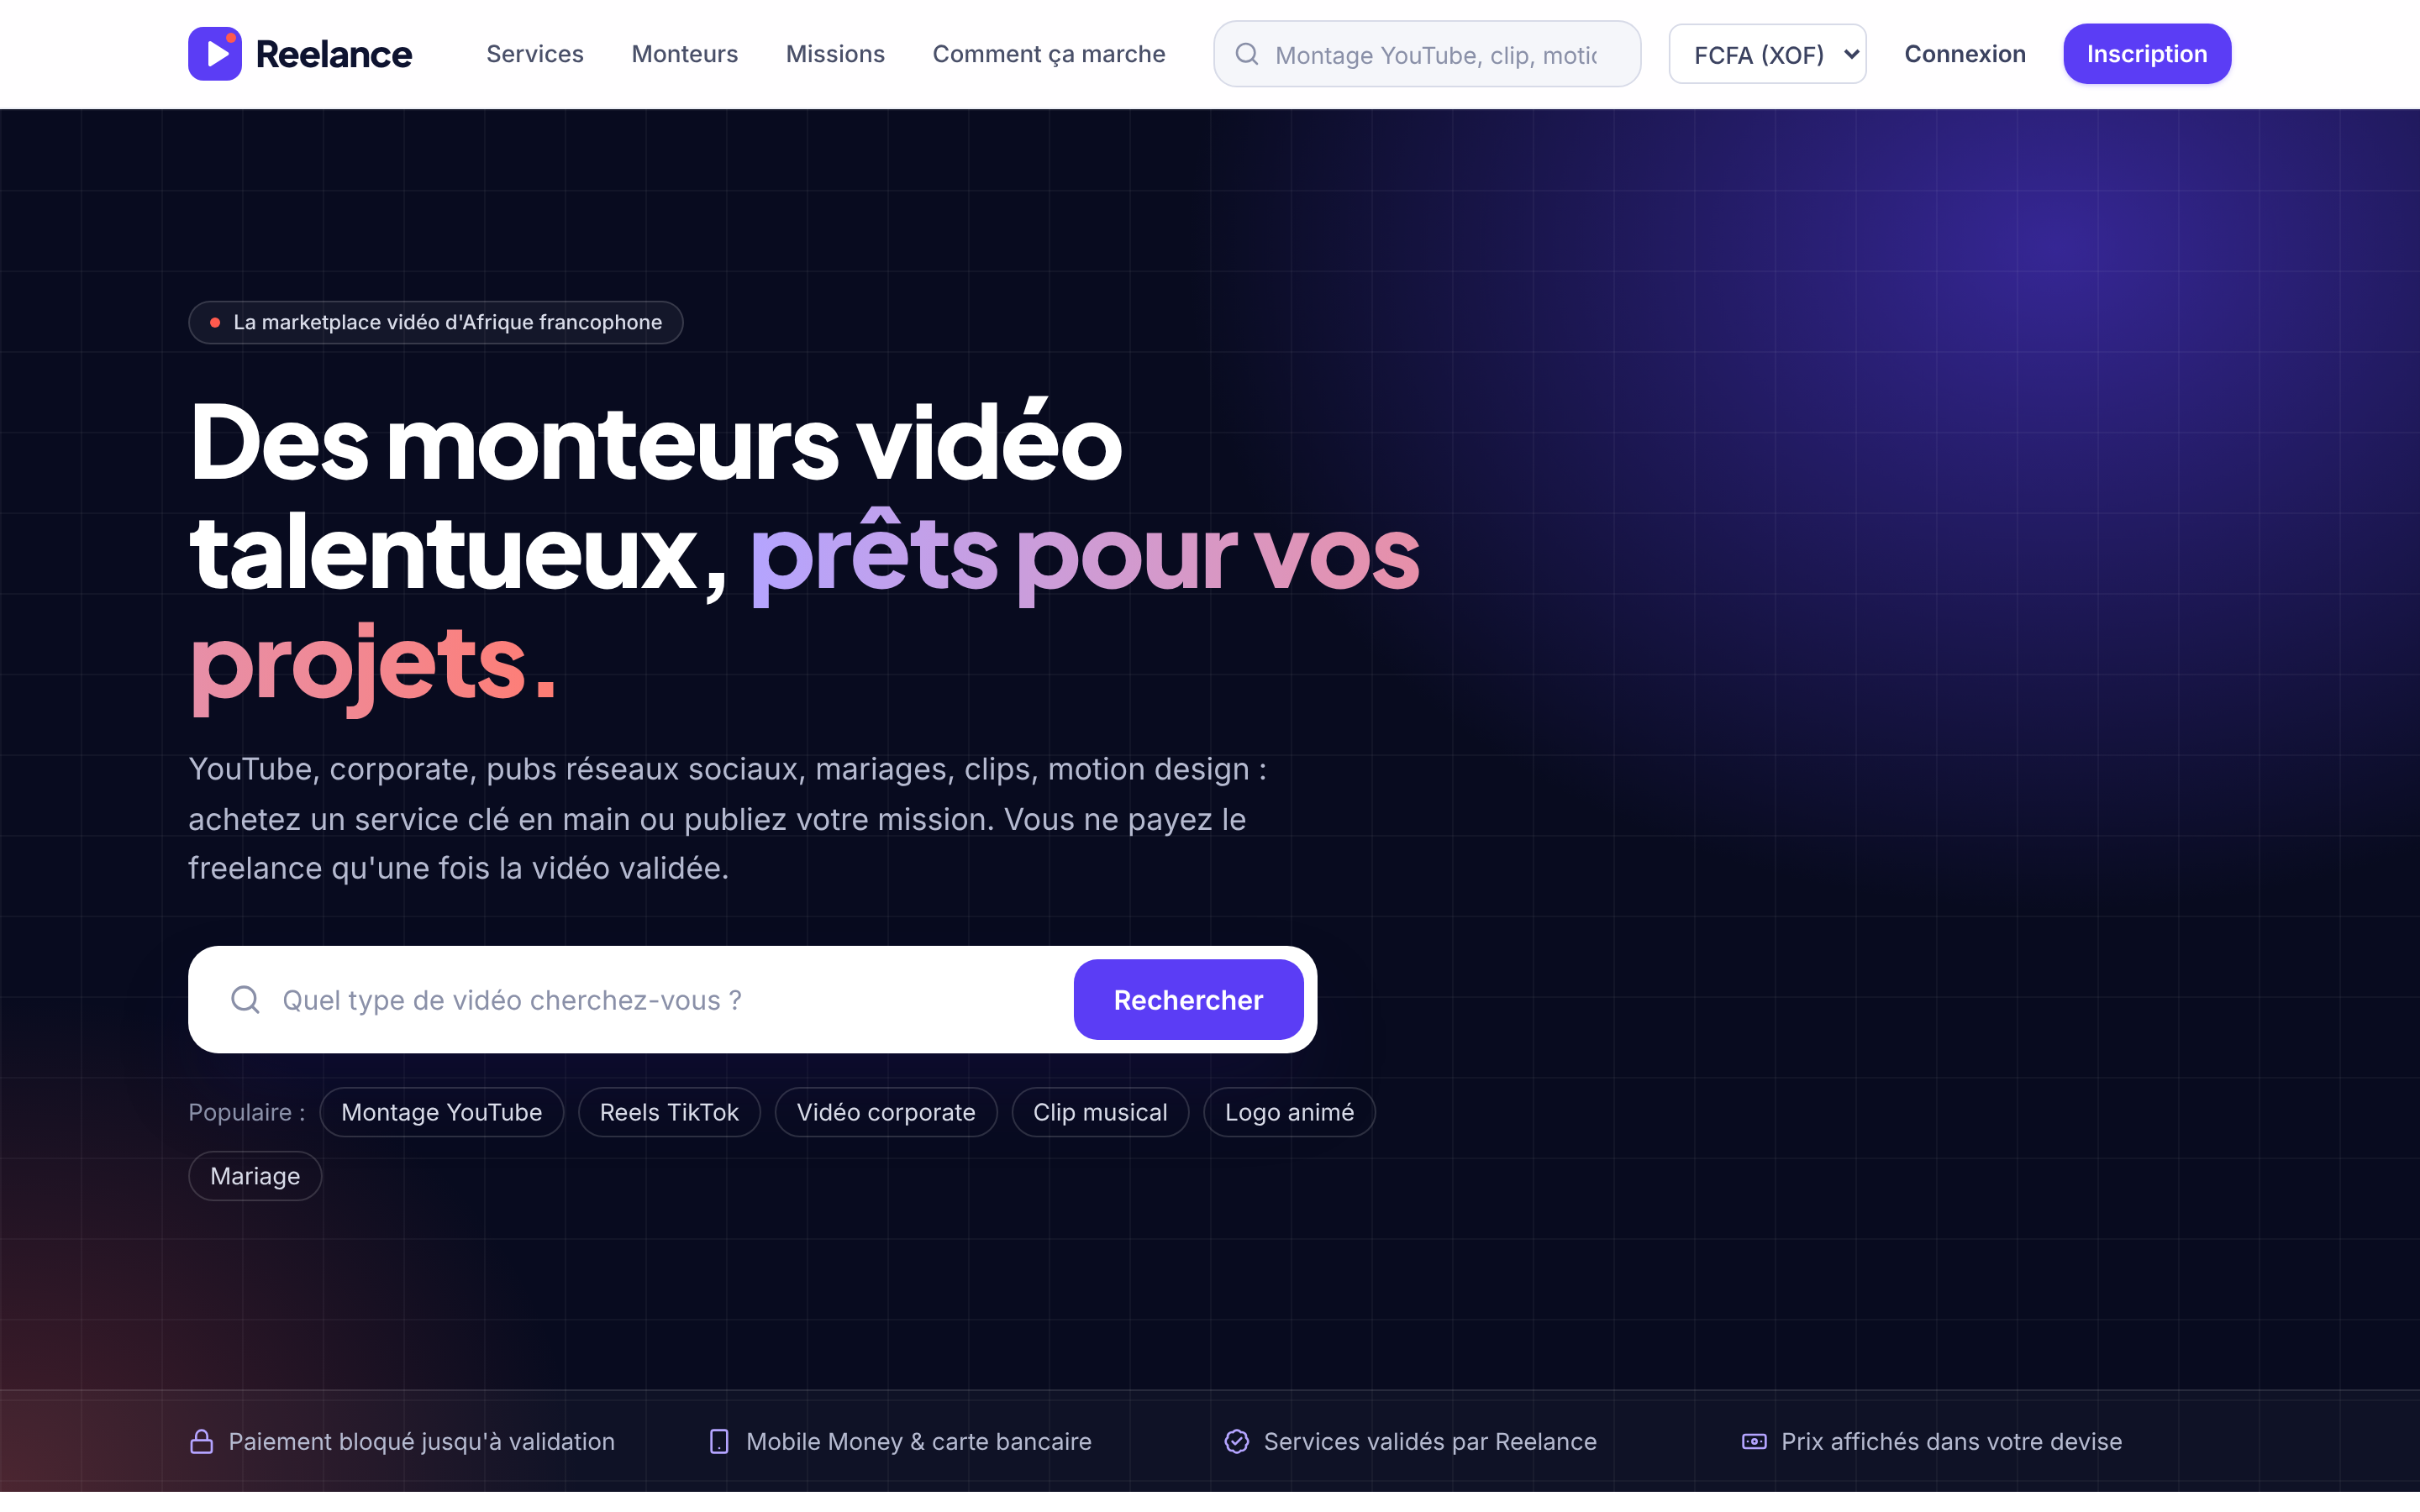 Reelance
Services
Monteurs
Missions
Comment ça marche
Montage YouTube, clip, motio
FCFA (XOF)
Connexion
Inscription
La marketplace vidéo d'Afrique francophone
Des monteurs vidéo
talentueux, prêts pour vos
projets.
YouTube, corporate, pubs réseaux sociaux, mariages, clips, motion design :
achetez un service clé en main ou publiez votre mission. Vous ne payez le
freelance qu'une fois la vidéo validée.
Quel type de vidéo cherchez-vous ?
Rechercher
Populaire :
Montage YouTube
Reels TikTok
Vidéo corporate
Clip musical
Logo animé
Mariage
Paiement bloqué jusqu'à validation
Mobile Money & carte bancaire
Services validés par Reelance
Prix affichés dans votre devise